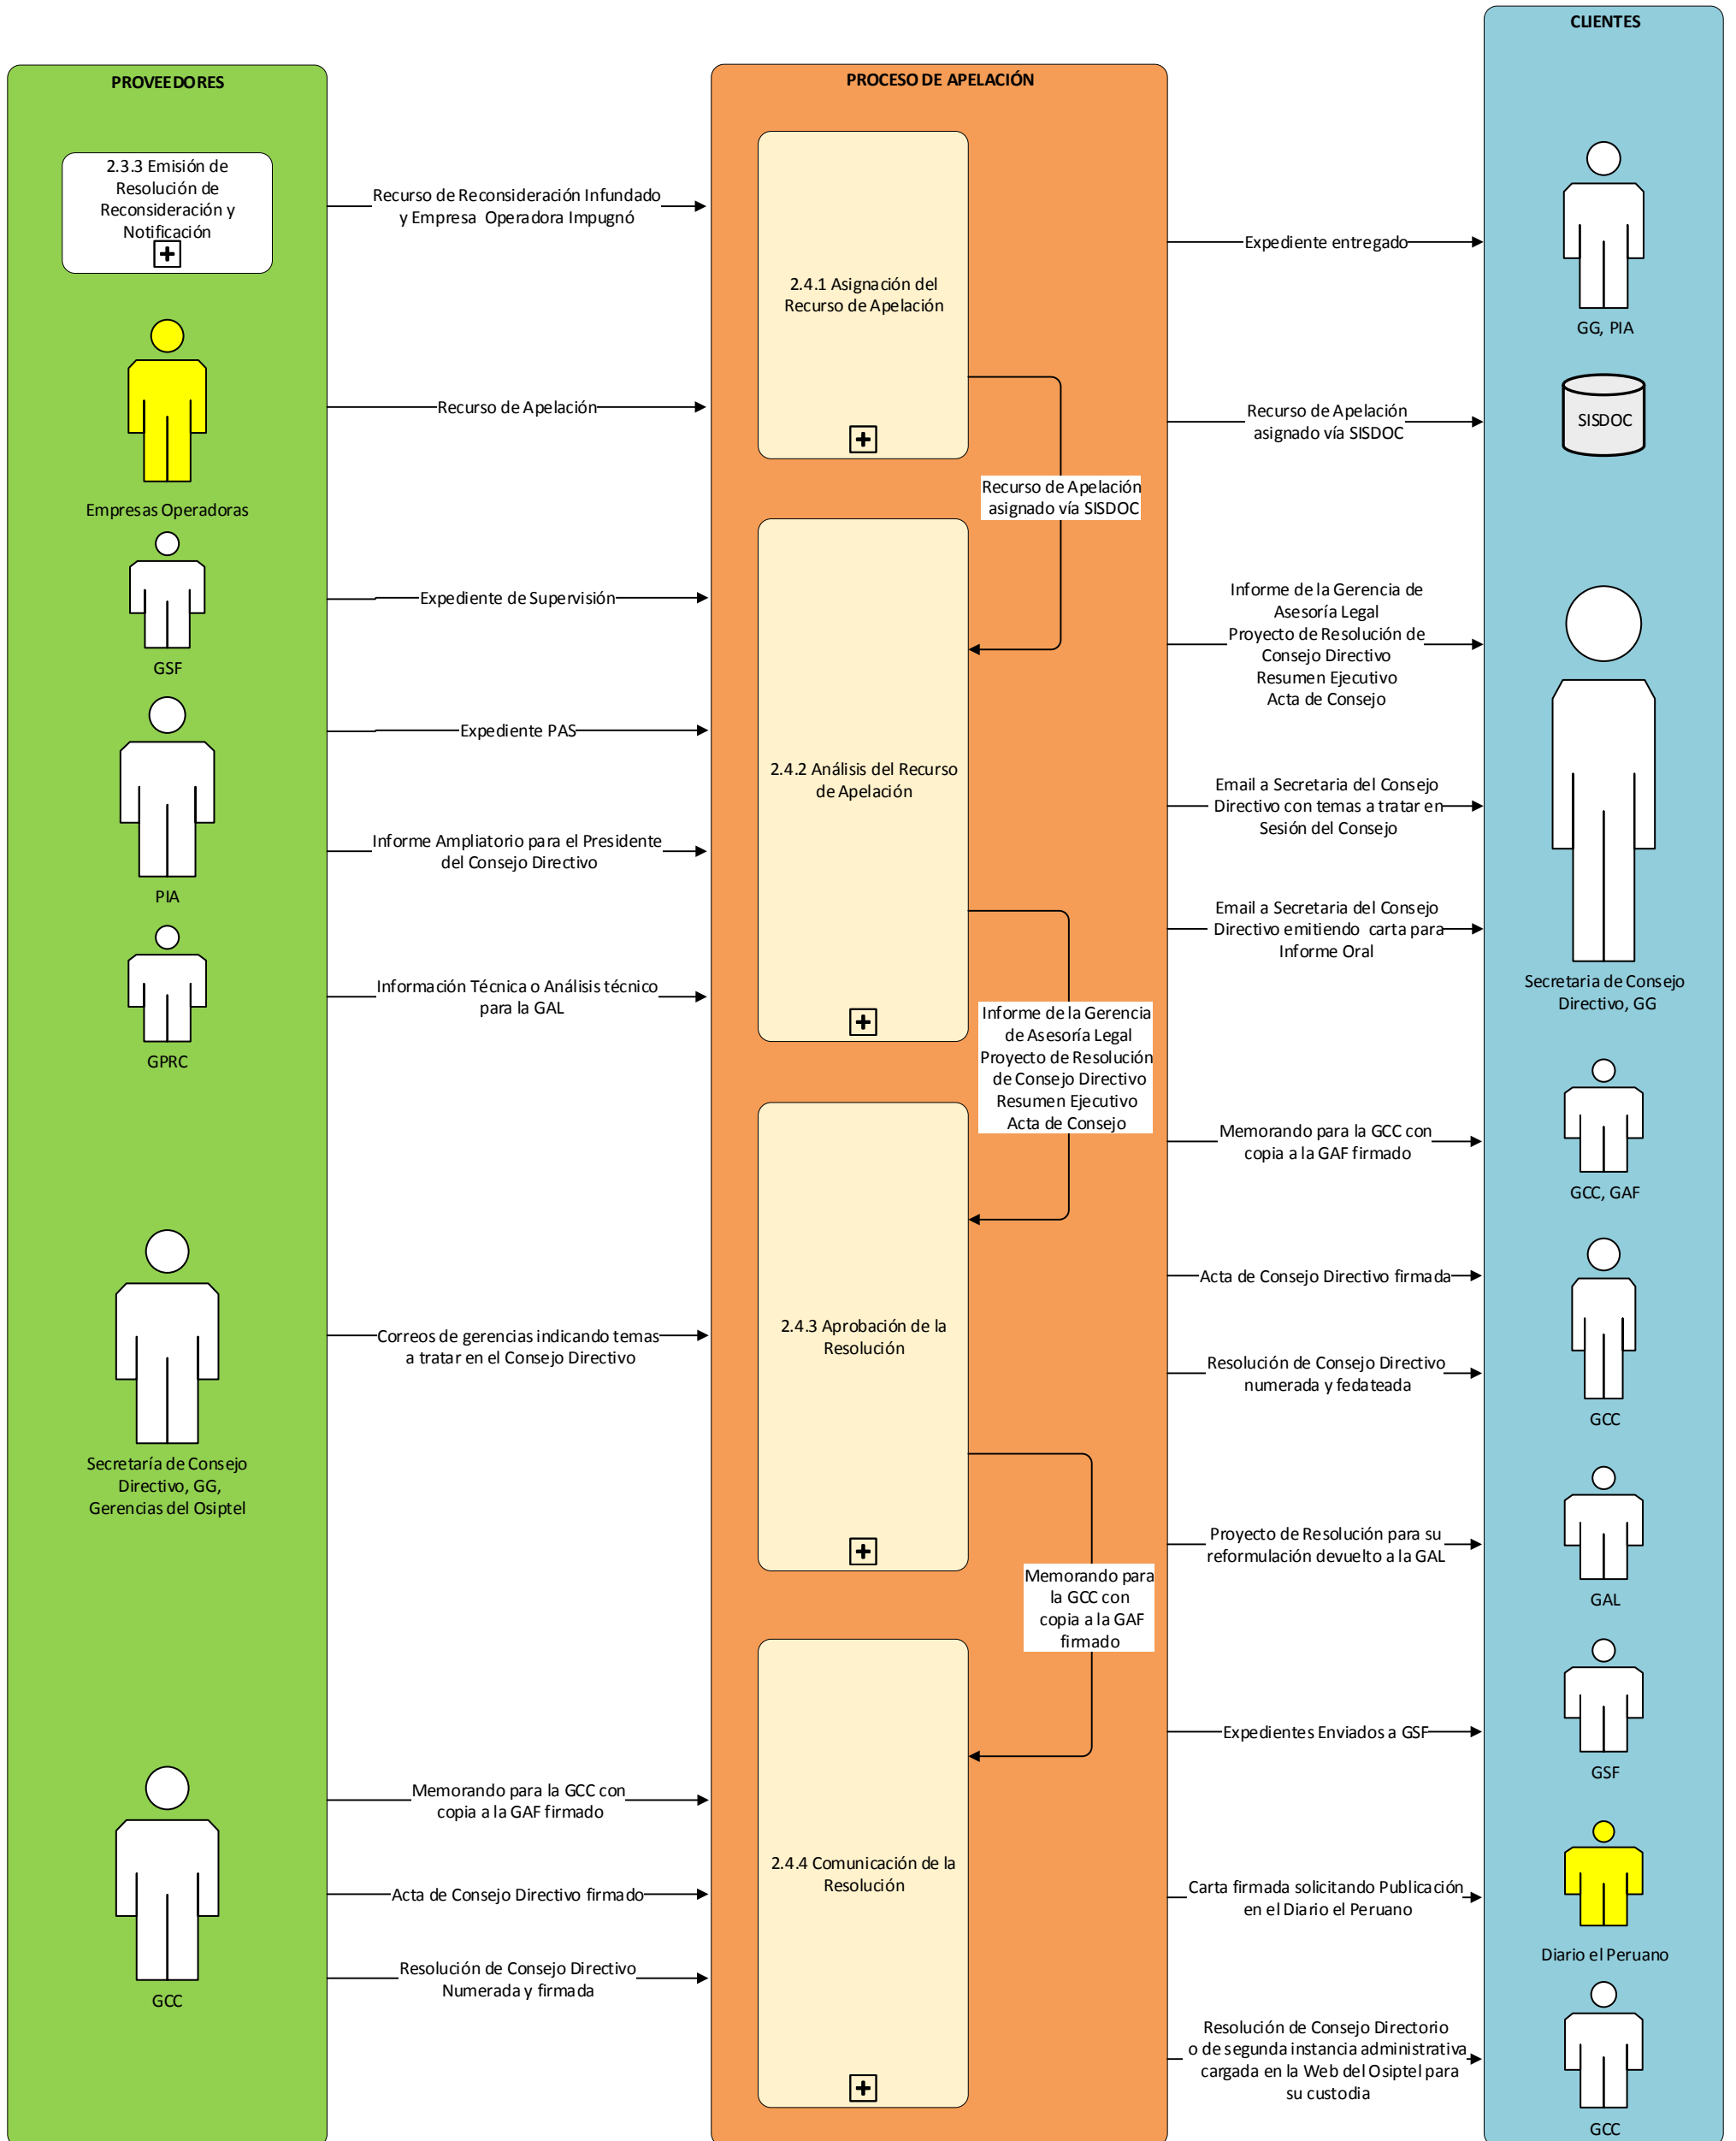 PROVEEDORES
2.3.3 Emisión de
Resolución de
Reconsideración y
Notificación
Empresas Operadoras
GSF
PIA
GPRC
Secretaría de Consejo
Directivo, GG,
Gerencias del Osiptel
GCC
Recurso de Reconsideración Infundado
y Empresa Operadora Impugnó
Recurso de Apelación
Expediente de Supervisión
Expediente PAS
Informe Ampliatorio para el Presidente
del Consejo Directivo
Información Técnica o Análisis técnico
para la GAL
Correos de gerencias indicando temas
a tratar en el Consejo Directivo
Memorando para la GCC con
copia a la GAF firmado
Acta de Consejo Directivo firmado
Resolución de Consejo Directivo
Numerada y firmada
PROCESO DE APELACIÓN
2.4.1 Asignación del
Recurso de Apelación
Recurso de Apelación
asignado vía SISDOC
2.4.2 Análisis del Recurso
de Apelación
Informe de la Gerencia
de Asesoría Legal
Proyecto de Resolución
de Consejo Directivo
Resumen Ejecutivo
Acta de Consejo
2.4.3 Aprobación de la
Resolución
Memorando para
la GCC con
copia a la GAF
firmado
2.4.4 Comunicación de la
Resolución
Expediente entregado
Recurso de Apelación
asignado vía SISDOC
Informe de la Gerencia de
Asesoría Legal
Proyecto de Resolución de
Consejo Directivo
Resumen Ejecutivo
Acta de Consejo
Email a Secretaria del Consejo
Directivo con temas a tratar en
Sesión del Consejo
Email a Secretaria del Consejo
Directivo emitiendo carta para
Informe Oral
Memorando para la GCC con
copia a la GAF firmado
Acta de Consejo Directivo firmada
Resolución de Consejo Directivo
numerada y fedateada
Proyecto de Resolución para su
reformulación devuelto a la GAL
Expedientes Enviados a GSF
Carta firmada solicitando Publicación
en el Diario el Peruano
Resolución de Consejo Directorio
o de segunda instancia administrativa
cargada en la Web del Osiptel para
su custodia
CLIENTES
GG, PIA
SISDOC
Secretaria de Consejo
Directivo, GG
GCC, GAF
GCC
GAL
GSF
Diario el Peruano
GCC